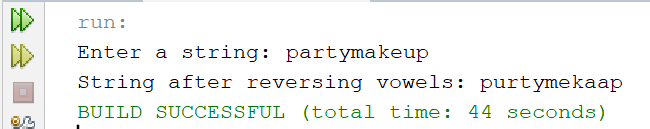 run:
Enter a string: partymakeup
String after reversing vowels: purtymekaap
BUILD SUCCESSFUL (total time: 44 seconds)